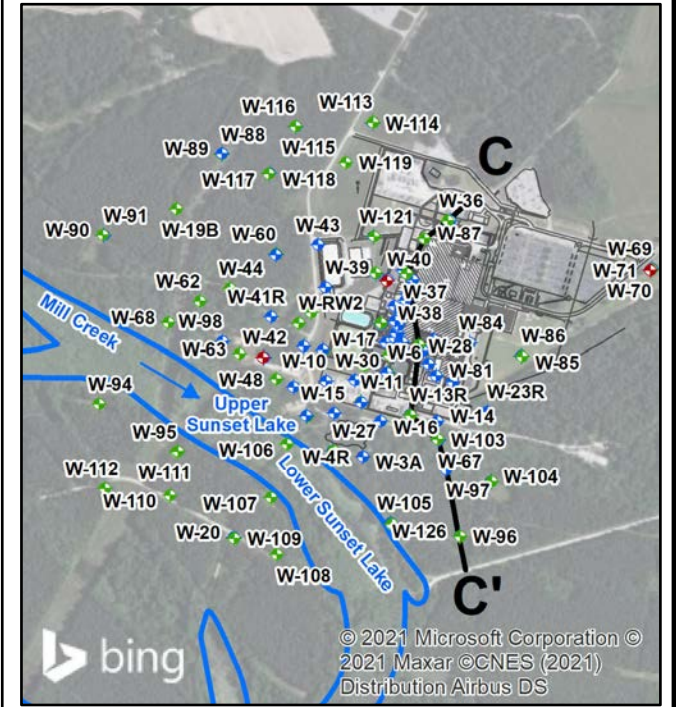 W-116
W-113
W-114
W-88
W-89
W-115
W-119
C
W-117
W-118
W-36
W-91
W-90
W-19B
W-43
W-121
W-87
W-60
W-69
W-71
W-70
W-44
W-39
W-40
W-62
W-41R
W-37
Mill Creek
W-RW2
W-38
W-68
W-98
W-42
W-17
W-84
W-63
W-10
W-30
W-6
W-28
W-86
W-85
W-48
W-11
W-81
W-94
W-15
W-13R
W-23R
Upper
Sunset Lake
W-14
W-95
W-27
W-16
W-103
W-106
W-4R
W-3A
W-67
W-112
W-111
Lower Sunset Lake
W-104
W-110
W-97
W-107
W-105
W-126
W-20
W-109
W-96
W-108
C'
bing
© 2021 Microsoft Corporation ©
2021 Maxar ©CNES (2021)
Distribution Airbus DS